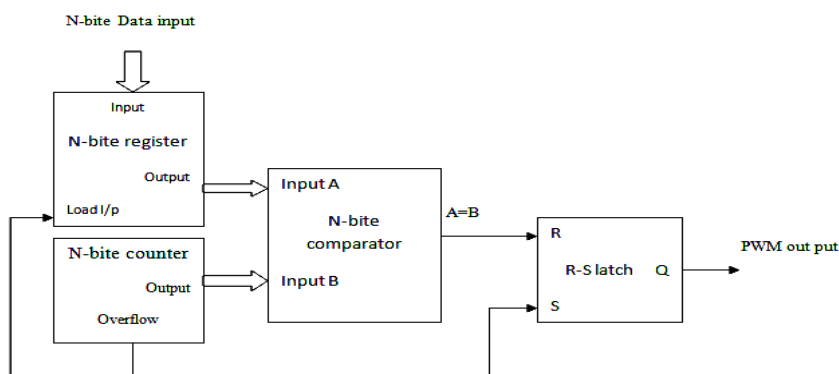 N-bite Data input
Input
N-bite register
Output
Load I/p
N-bite counter
Output
Overflow
Input A
N-bite
comparator
Input B
A=B
R
R-S latch
Q
S
PWM out put